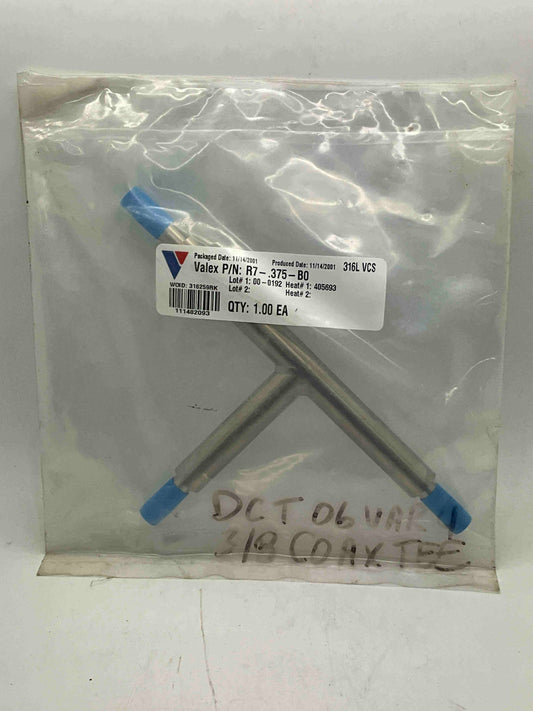 Packaged Date: 11/14/2001 Produced Date: 11/14/2001 316L VCS
Valex P/N: R7-.375-B0
Lot# 1: 00-0192 Heat# 1: 405693
Lot# 2: Heat# 2:
WOID: 316259RK
111482093
QTY: 1.00 EA
DCT 06 VAR
3/8 COAX TEE